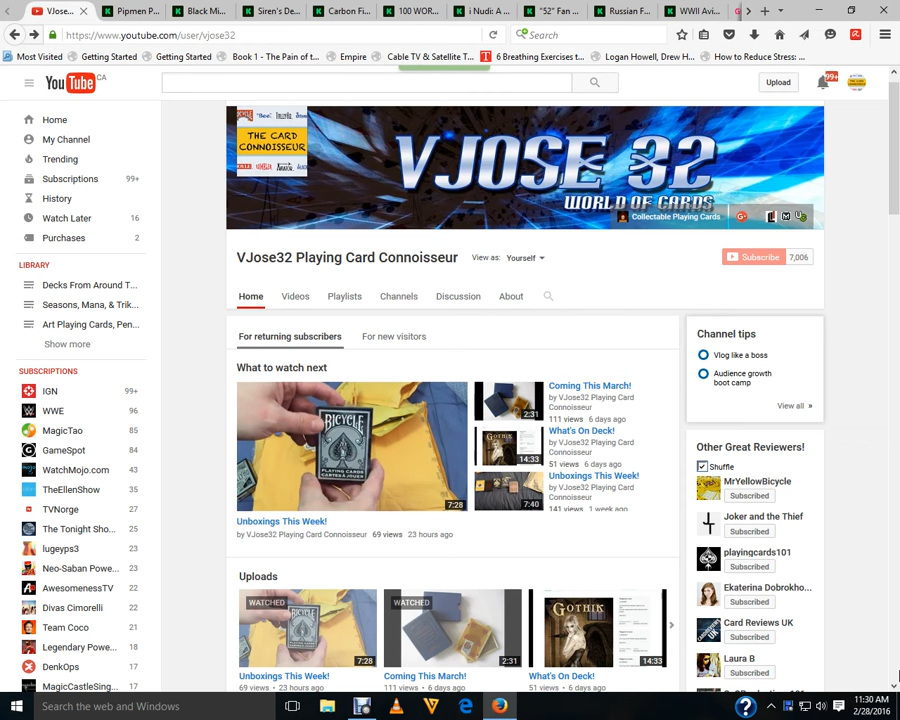 VJose...
Pipmen P...
Black Mi...
Siren's De...
Carbon Fi...
100 WOR...
i Nudi: A ...
"52" Fan ...
Russian F...
WWII Avi...
https://www.youtube.com/user/vjose32
Search
Most Visited
Getting Started
Getting Started
Book 1 - The Pain of t...
Empire
Cable TV & Satellite T...
6 Breathing Exercises t...
Logan Howell, Drew H...
How to Reduce Stress: ...
YouTube CA
Upload
99+
Home
My Channel
Trending
Subscriptions 99+
History
Watch Later 16
Purchases 2
LIBRARY
Decks From Around T...
Seasons, Mana, & Trik...
Art Playing Cards, Pen...
Show more
SUBSCRIPTIONS
IGN 99+
WWE 96
MagicTao 85
GameSpot 84
WatchMojo.com 43
TheEllenShow 35
TVNorge 27
The Tonight Sho... 25
lugeyps3 23
Neo-Saban Powe... 23
AwesomenessTV 22
Divas Cimorelli 22
Team Coco 21
Legendary Powe... 18
DenkOps 17
MagicCastleSing...
THE CARD
CONNOISSEUR
VJOSE 32
WORLD OF CARDS
Collectable Playing Cards
VJose32 Playing Card Connoisseur
View as: Yourself
Subscribe 7,006
Home Videos Playlists Channels Discussion About
For returning subscribers
For new visitors
What to watch next
BICYCLE
PLAYING CARDS
CARTES À JOUER
7:28
Unboxings This Week!
by VJose32 Playing Card Connoisseur 69 views 23 hours ago
2:31
Coming This March!
by VJose32 Playing Card
Connoisseur
111 views 6 days ago
GOTHIK
14:33
What's On Deck!
by VJose32 Playing Card
Connoisseur
51 views 6 days ago
7:40
Unboxings This Week!
by VJose32 Playing Card
Connoisseur
141 views 1 week ago
Uploads
WATCHED
7:28
Unboxings This Week!
69 views • 23 hours ago
WATCHED
2:31
Coming This March!
111 views • 6 days ago
GOTHIK
14:33
What's On Deck!
51 views • 6 days ago
Channel tips
Vlog like a boss
Audience growth
boot camp
View all »
Other Great Reviewers!
Shuffle
MrYellowBicycle
Subscribed
Joker and the Thief
Subscribed
playingcards101
Subscribed
Ekaterina Dobrokho...
Subscribed
Card Reviews UK
Subscribed
Laura B
Subscribed
Search the web and Windows
11:30 AM
2/28/2016